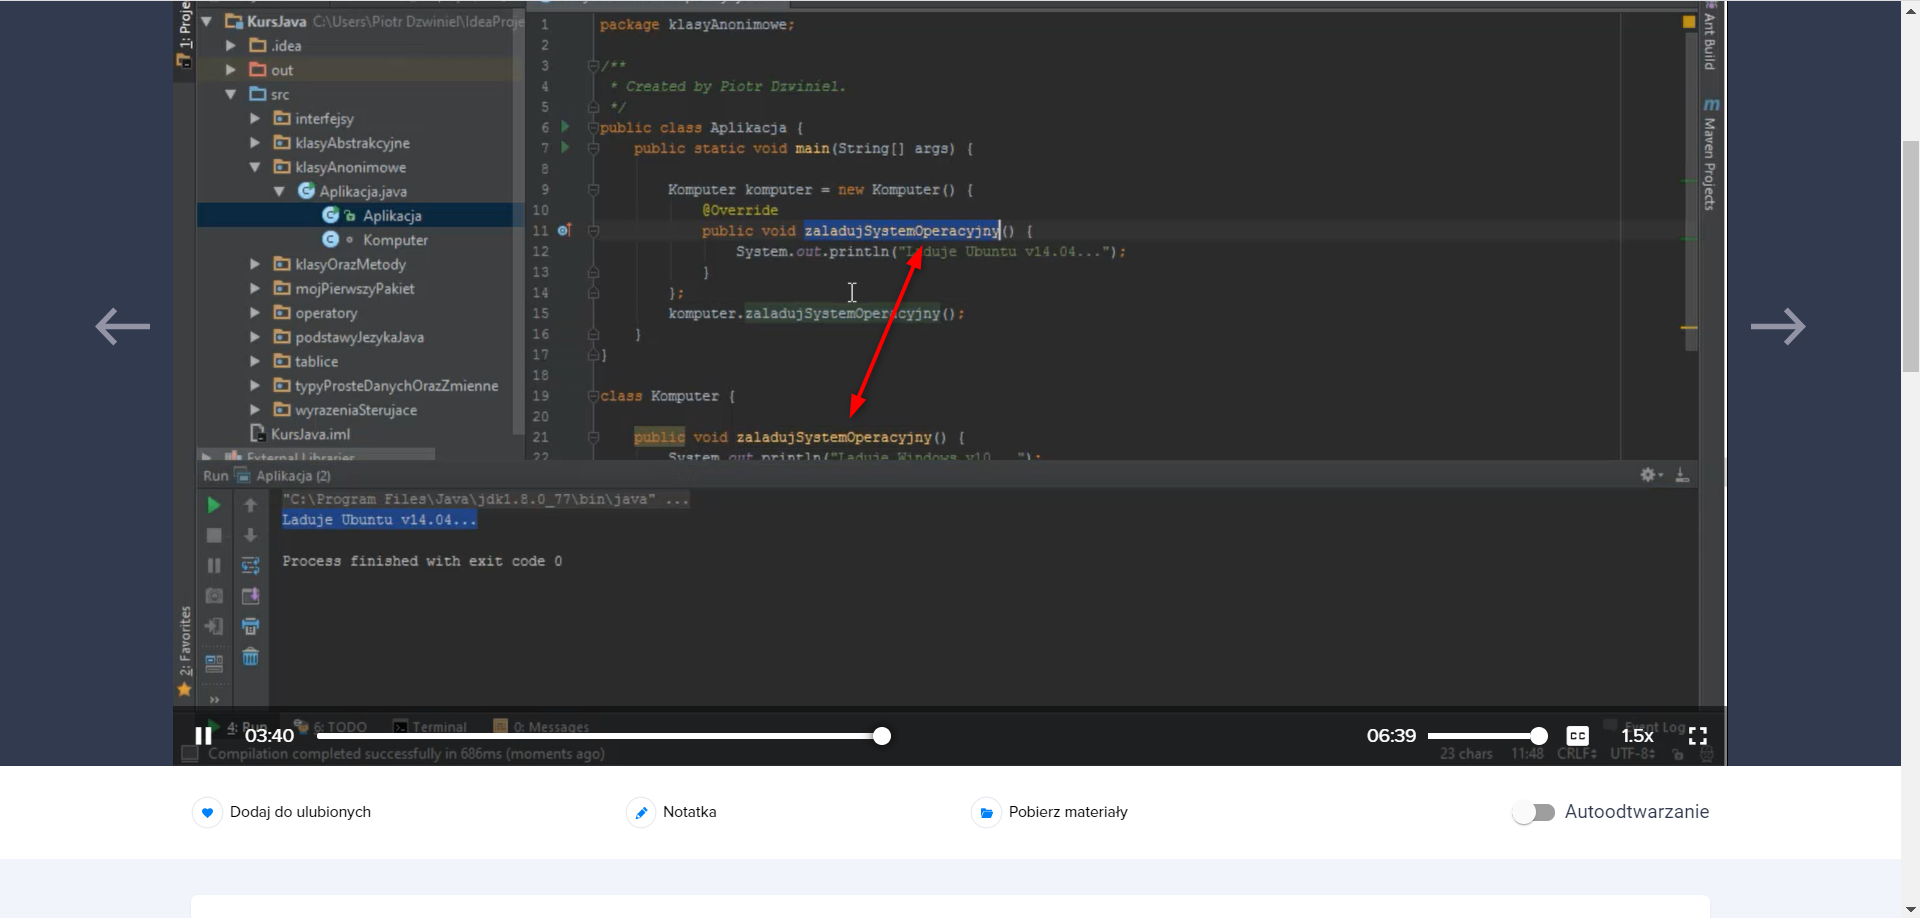 1: Proje
KursJava C:\Users\Piotr Dzwiniel\IdeaProje
.idea
out
src
interfejsy
klasyAbstrakcyjne
klasyAnonimowe
Aplikacja.java
Aplikacja
Komputer
klasyOrazMetody
mojPierwszyPakiet
operatory
podstawyJezykaJava
tablice
typyProsteDanychOrazZmienne
wyrazeniaSterujace
KursJava.iml
External Libraries
1 package klasyAnonimowe;
2
3 /**
4 * Created by Piotr Dzwiniel.
5 */
6 public class Aplikacja {
7 public static void main(String[] args) {
8
9 Komputer komputer = new Komputer() {
10 @Override
11 public void zaladujSystemOperacyjny() {
12 System.out.println("Laduje Ubuntu v14.04...");
13 }
14 };
15 komputer.zaladujSystemOperacyjny();
16 }
17 }
18
19 class Komputer {
20
21 public void zaladujSystemOperacyjny() {
22 System.out.println("Laduje Windows v10...");
Ant Build
m Maven Projects
Run Aplikacja (2)
"C:\Program Files\Java\jdk1.8.0_77\bin\java" ...
Laduje Ubuntu v14.04...
Process finished with exit code 0
2: Favorites
4: Run 6: TODO Terminal 0: Messages Event Log
03:40 06:39 CC 1.5x
Compilation completed successfully in 686ms (moments ago) 23 chars 11:48 CRLF UTF-8
Dodaj do ulubionych Notatka Pobierz materiały Autoodtwarzanie